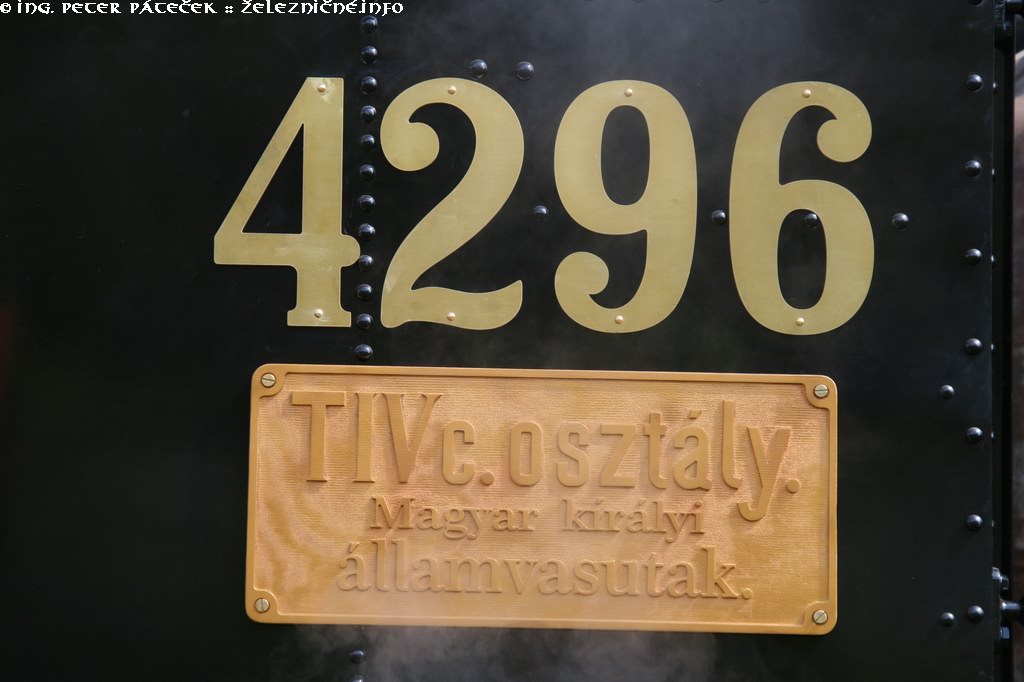 © Ing. Peter Páteček :: Železničné.info
4296
TIVc. osztály.
Magyar királyi
államvasutak.